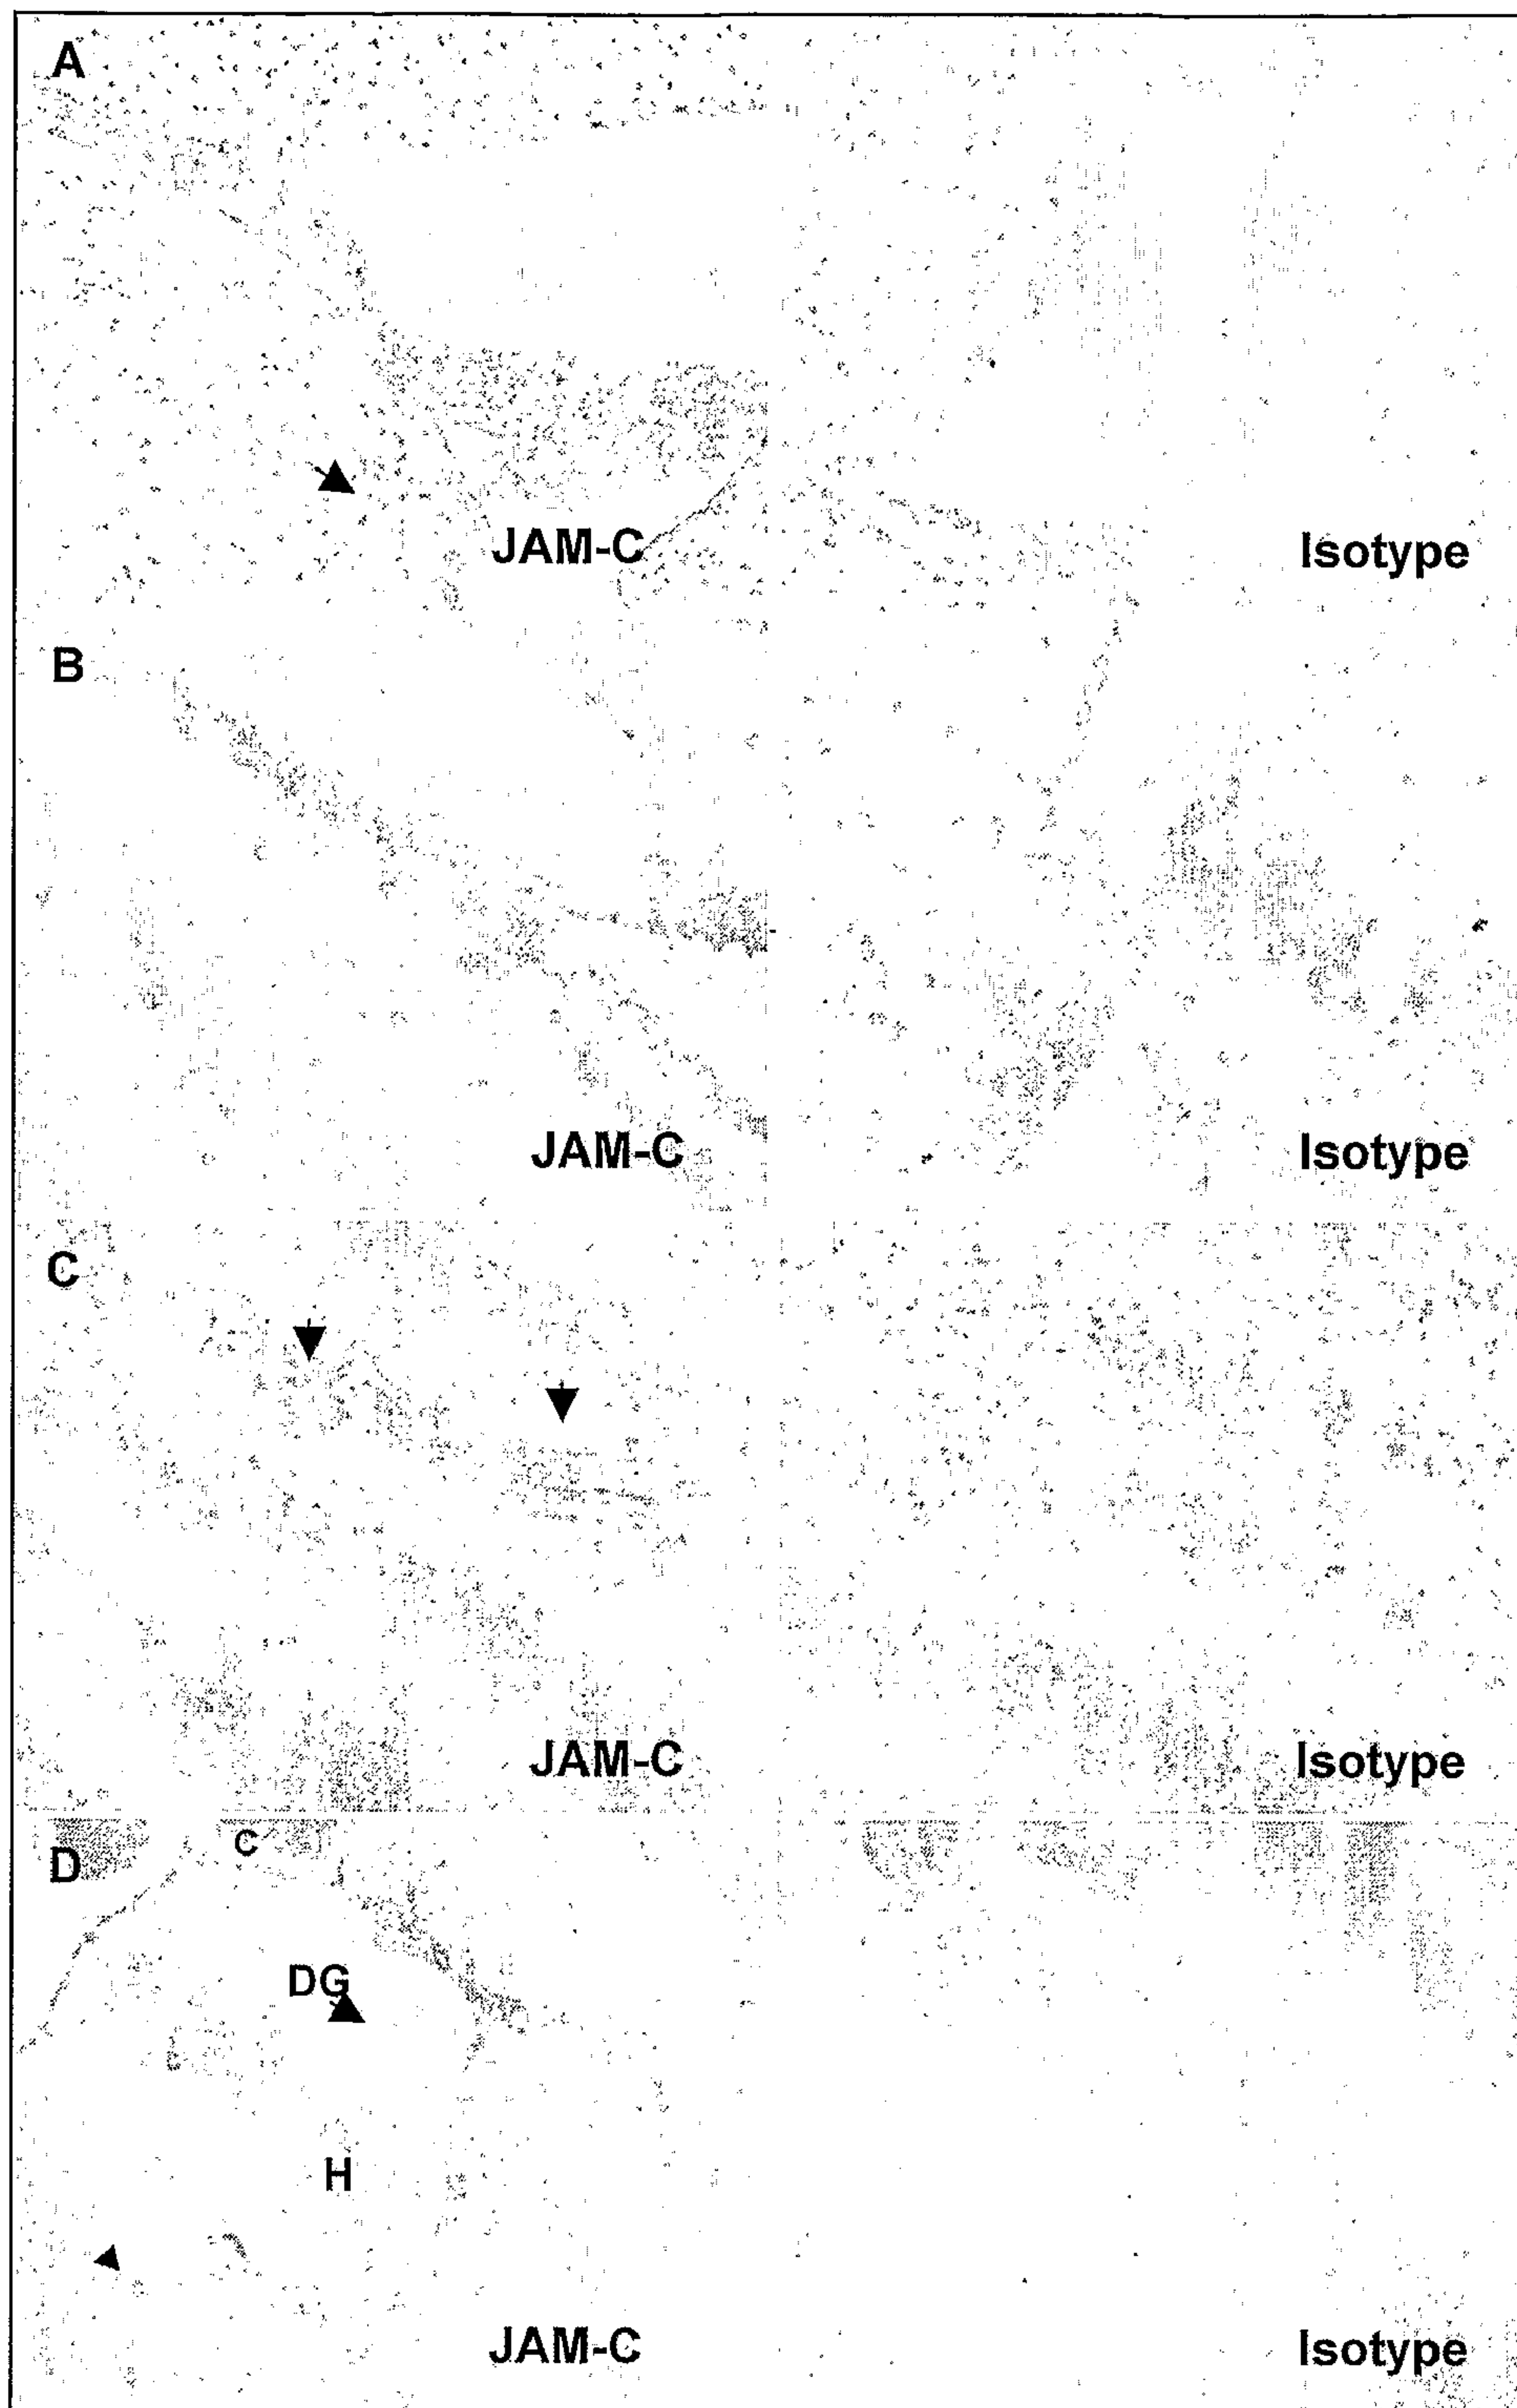 A
JAM-C Isotype
B
JAM-C Isotype
C
JAM-C Isotype
D C
DG
H
JAM-C Isotype